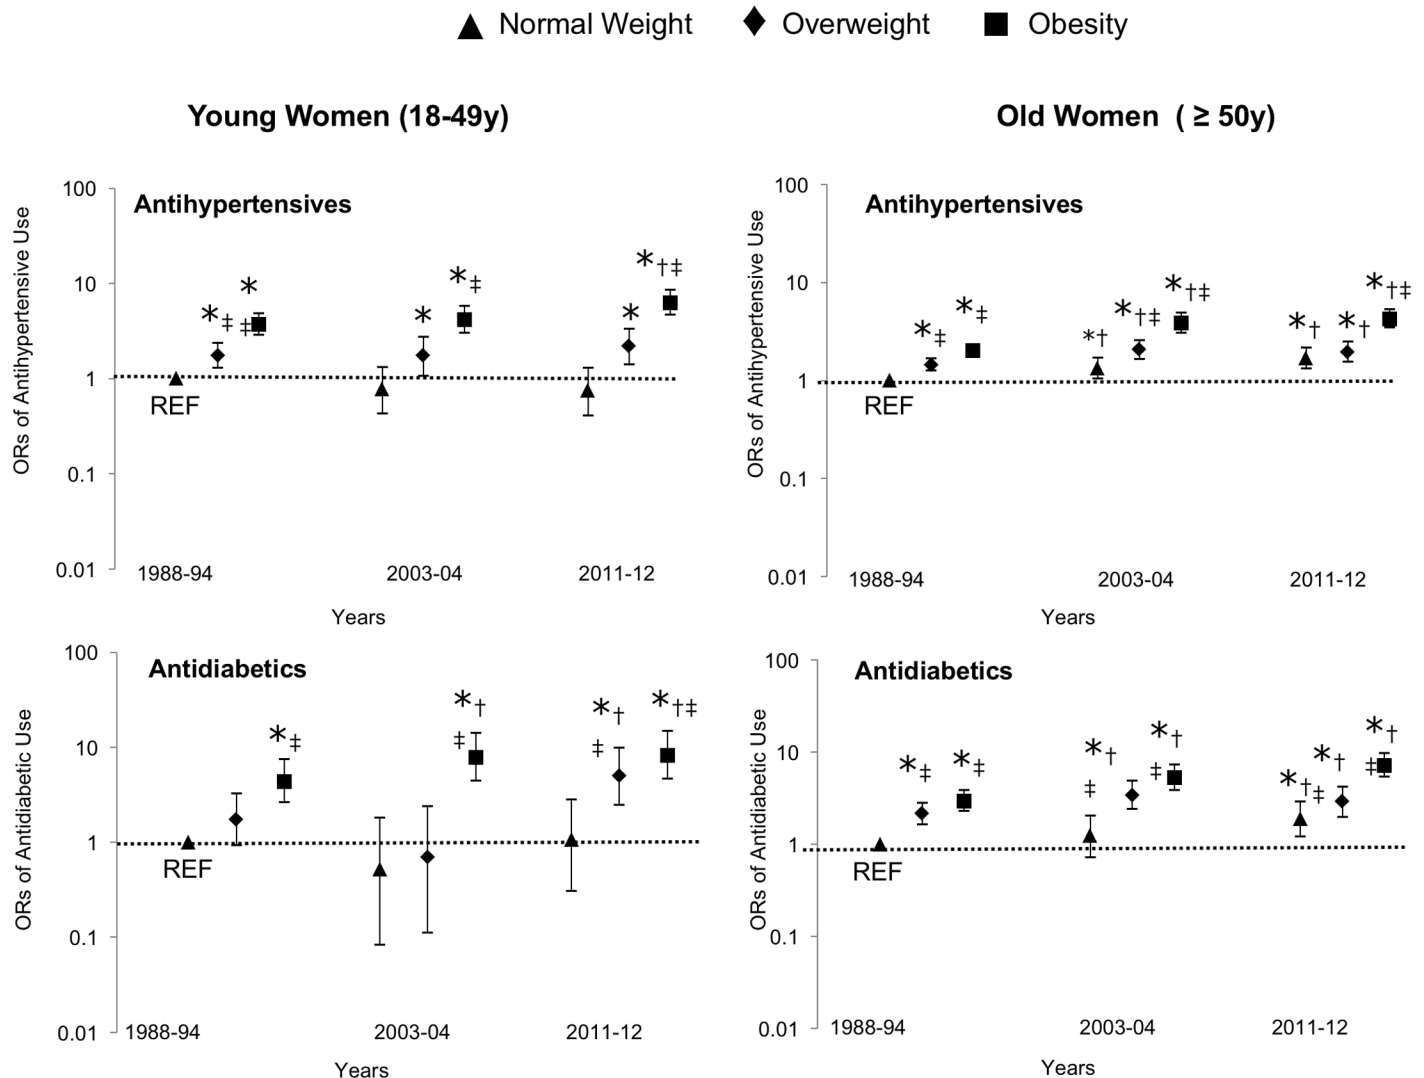 Normal Weight Overweight Obesity
Young Women (18-49y)
Old Women ( ≥ 50y)
Antihypertensives
ORs of Antihypertensive Use
100
10
1
0.1
0.01
* ‡
‡ *
*
* ‡
* †‡
*
REF
1988-94 2003-04 2011-12
Years
Antihypertensives
ORs of Antihypertensive Use
100
10
1
0.1
0.01
* ‡
* ‡
*†
* †‡
* †‡
* †
* †
* †‡
REF
1988-94 2003-04 2011-12
Years
Antidiabetics
ORs of Antidiabetic Use
100
10
1
0.1
0.01
* ‡
* †
‡
* †
‡
* †‡
REF
1988-94 2003-04 2011-12
Years
Antidiabetics
ORs of Antidiabetic Use
100
10
1
0.1
0.01
* ‡
* ‡
* †
‡
* †
‡
* †‡
* †
* †
‡
REF
1988-94 2003-04 2011-12
Years